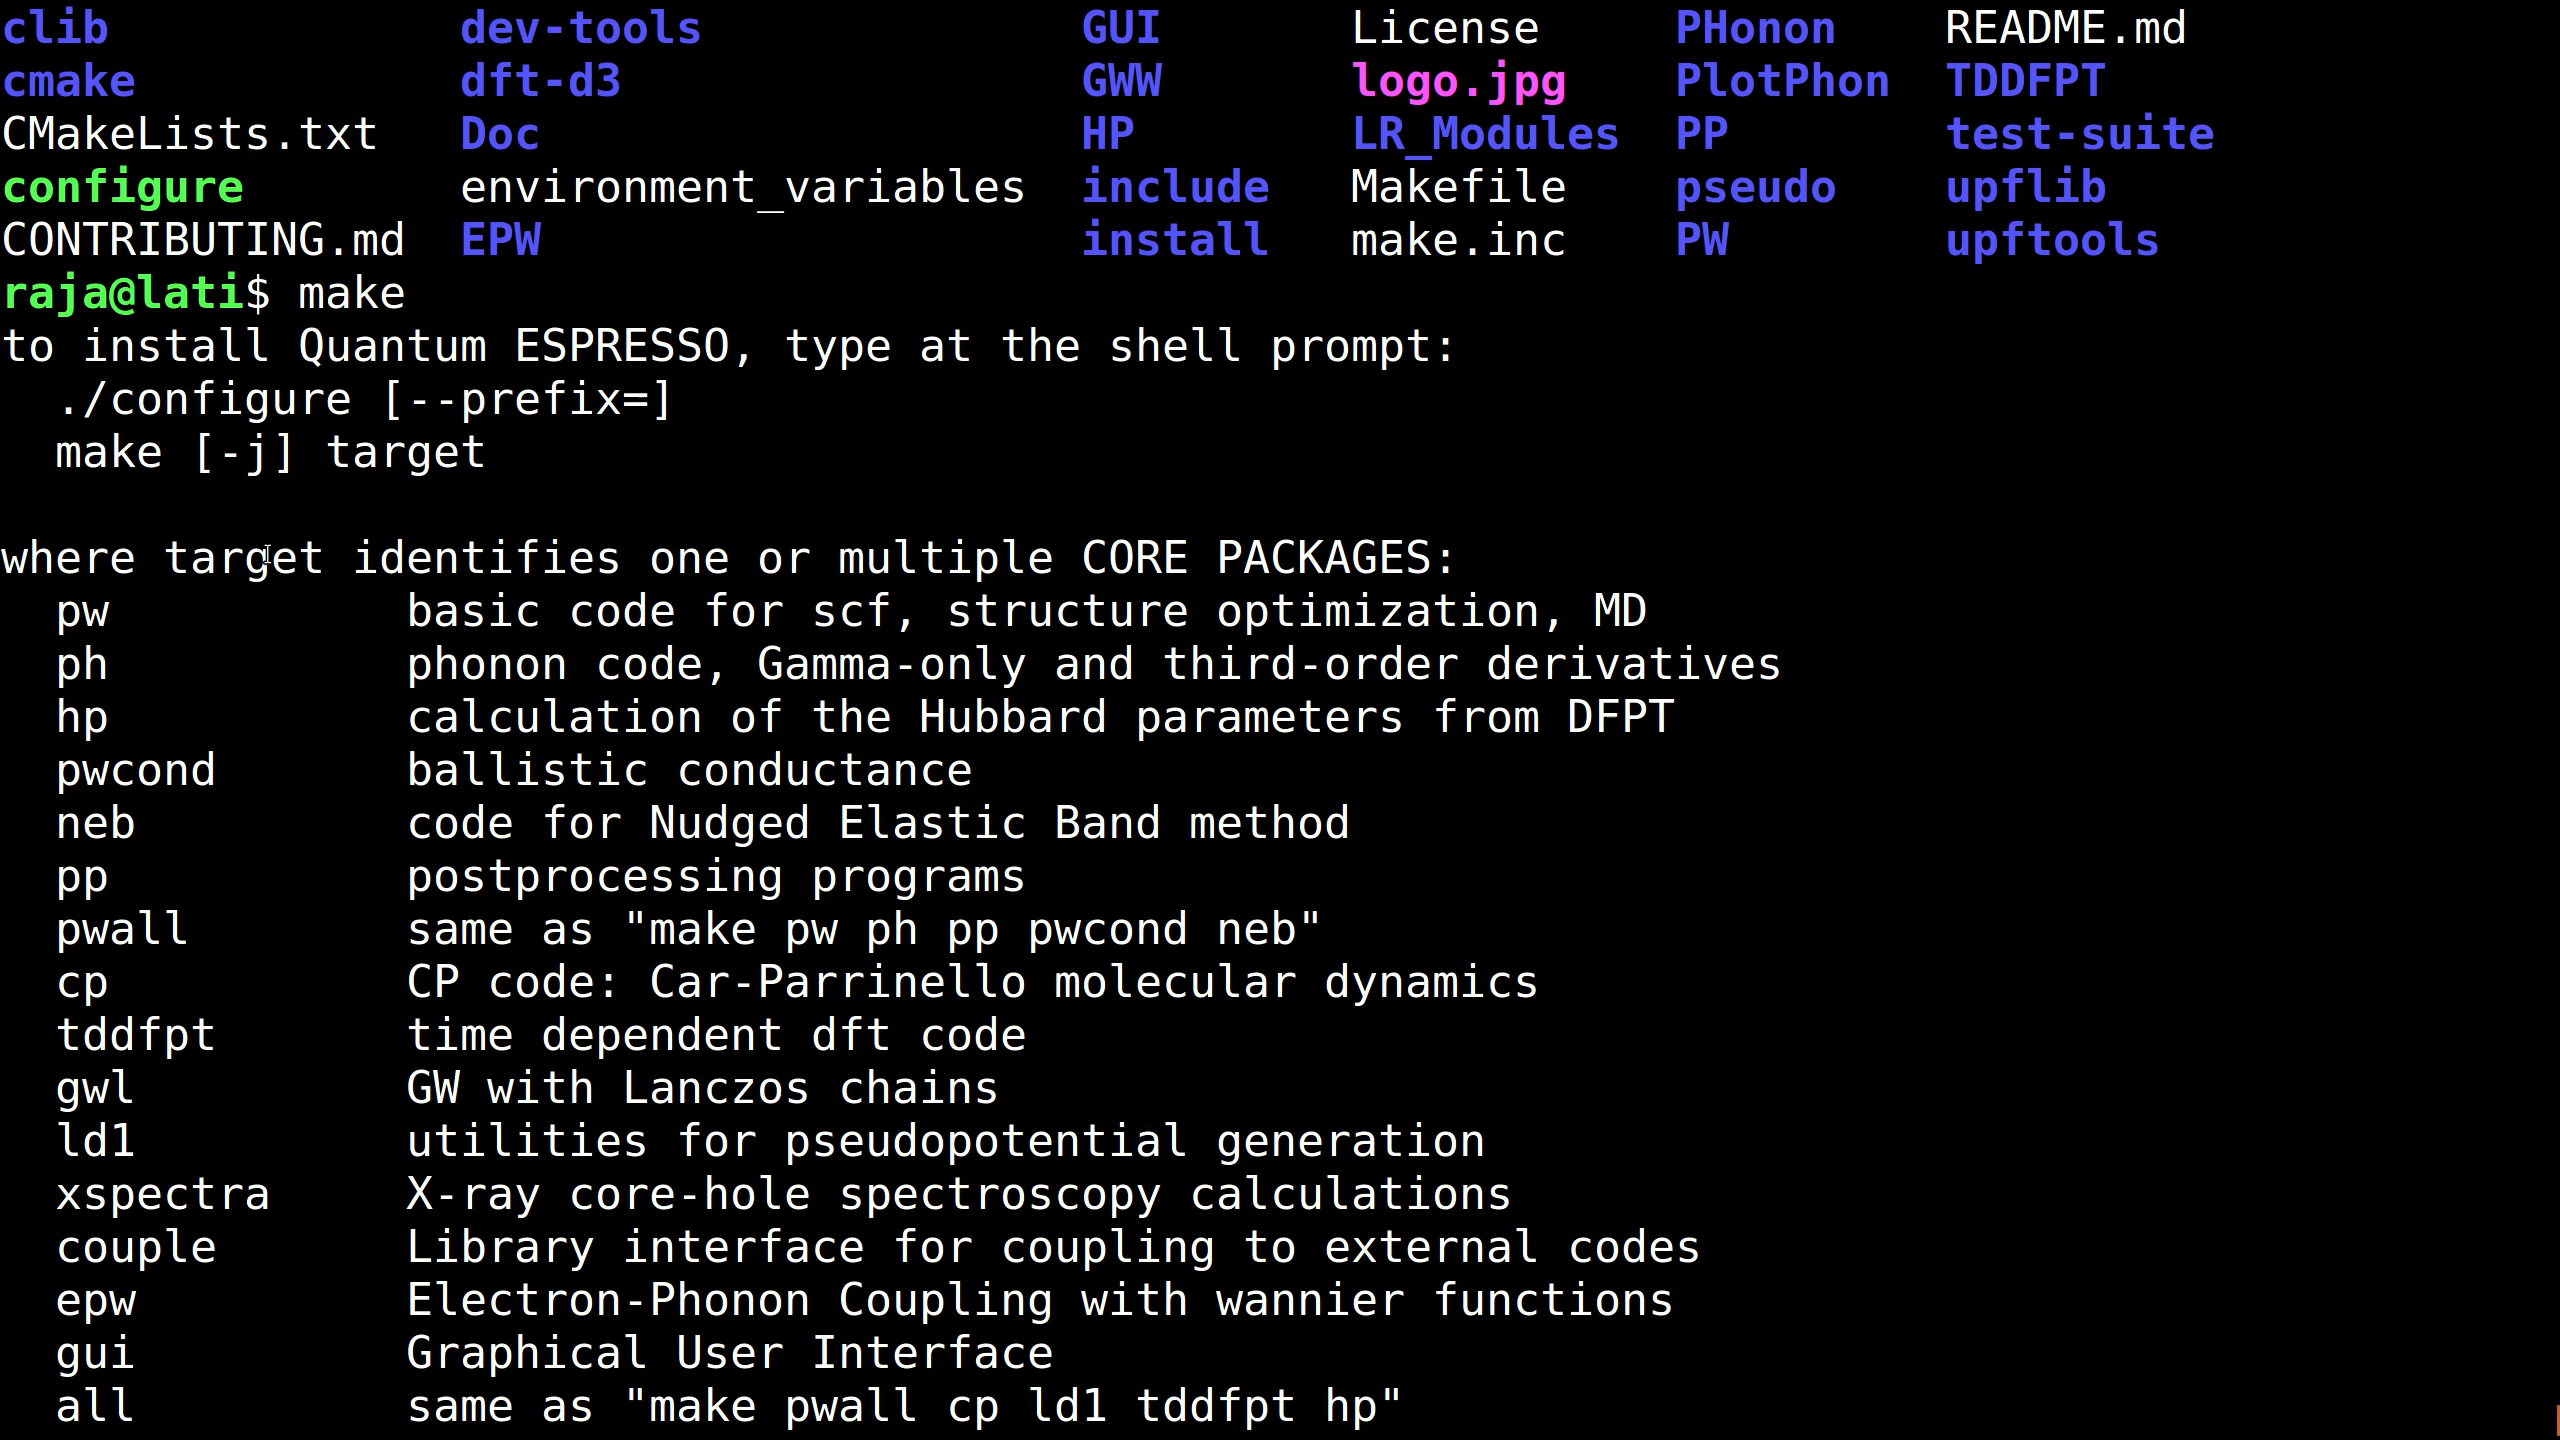 clib dev-tools GUI License PHonon README.md
cmake dft-d3 GWW logo.jpg PlotPhon TDDFPT
CMakeLists.txt Doc HP LR_Modules PP test-suite
configure environment_variables include Makefile pseudo upflib
CONTRIBUTING.md EPW install make.inc PW upftools
raja@lati$ make
to install Quantum ESPRESSO, type at the shell prompt:
./configure [--prefix=]
make [-j] target
where target identifies one or multiple CORE PACKAGES:
pw basic code for scf, structure optimization, MD
ph phonon code, Gamma-only and third-order derivatives
hp calculation of the Hubbard parameters from DFPT
pwcond ballistic conductance
neb code for Nudged Elastic Band method
pp postprocessing programs
pwall same as "make pw ph pp pwcond neb"
cp CP code: Car-Parrinello molecular dynamics
tddfpt time dependent dft code
gwl GW with Lanczos chains
ld1 utilities for pseudopotential generation
xspectra X-ray core-hole spectroscopy calculations
couple Library interface for coupling to external codes
epw Electron-Phonon Coupling with wannier functions
gui Graphical User Interface
all same as "make pwall cp ld1 tddfpt hp"